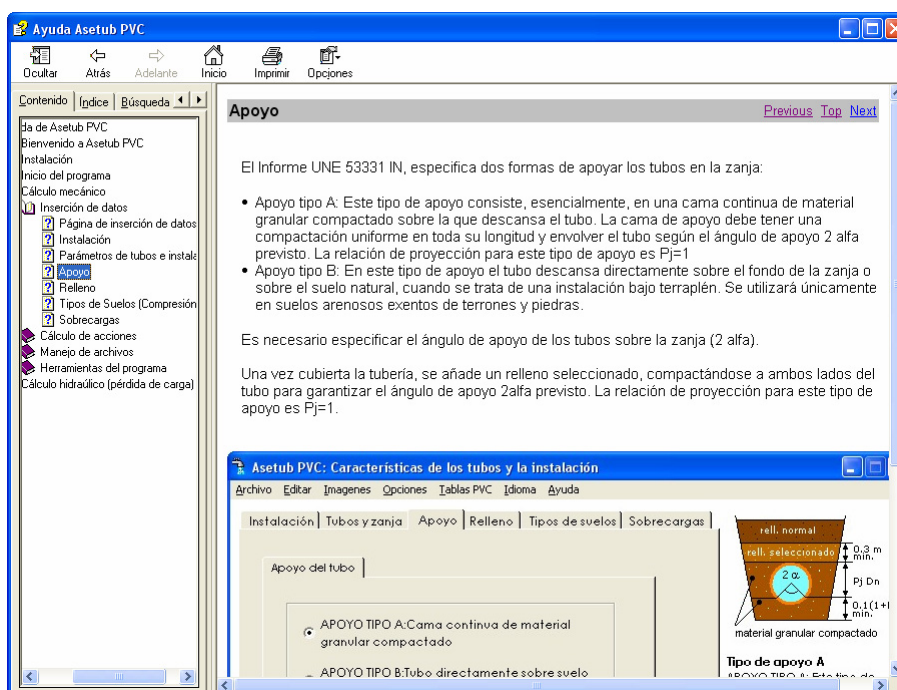 Ayuda Asetub PVC
Ocultar Atrás Adelante Inicio Imprimir Opciones
Contenido Índice Búsqueda
da de Asetub PVC
Bienvenido a Asetub PVC
Instalación
Inicio del programa
Cálculo mecánico
Inserción de datos
Página de inserción de datos
Instalación
Parámetros de tubos e instala
Apoyo
Relleno
Tipos de Suelos (Compresión
Sobrecargas
Cálculo de acciones
Manejo de archivos
Herramientas del programa
Cálculo hidraúlico (pérdida de carga)
Apoyo Previous Top Next
El Informe UNE 53331 IN, especifica dos formas de apoyar los tubos en la zanja:
• Apoyo tipo A: Este tipo de apoyo consiste, esencialmente, en una cama continua de material
granular compactado sobre la que descansa el tubo. La cama de apoyo debe tener una
compactación uniforme en toda su longitud y envolver el tubo según el ángulo de apoyo 2 alfa
previsto. La relación de proyección para este tipo de apoyo es Pj=1
• Apoyo tipo B: En este tipo de apoyo el tubo descansa directamente sobre el fondo de la zanja o
sobre el suelo natural, cuando se trata de una instalación bajo terraplén. Se utilizará únicamente
en suelos arenosos exentos de terrones y piedras.
Es necesario especificar el ángulo de apoyo de los tubos sobre la zanja (2 alfa).
Una vez cubierta la tubería, se añade un relleno seleccionado, compactándose a ambos lados del
tubo para garantizar el ángulo de apoyo 2alfa previsto. La relación de proyección para este tipo de
apoyo es Pj=1.
Asetub PVC: Características de los tubos y la instalación
Archivo Editar Imagenes Opciones Tablas PVC Idioma Ayuda
Instalación Tubos y zanja Apoyo Relleno Tipos de suelos Sobrecargas
Apoyo del tubo
APOYO TIPO A:Cama continua de material
granular compactado
APOYO TIPO B:Tubo directamente sobre suelo
rell. normal
rell. seleccionado
0.3 m
min.
2 α
Pj Dn
0.1(1+
min.
material granular compactado
Tipo de apoyo A